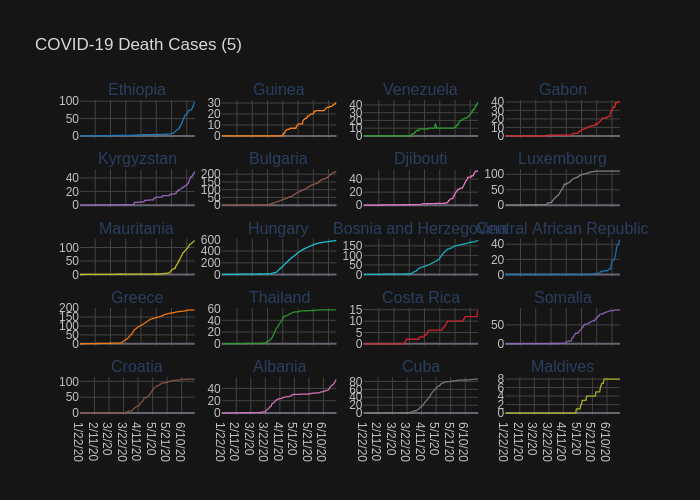 COVID-19 Death Cases (5)
Ethiopia Guinea Venezuela Gabon
100 50 0
30 20 10 0
40 30 20 10 0
40 30 20 10 0
Kyrgyzstan Bulgaria Djibouti Luxembourg
40 20 0
200 150 100 50 0
40 20 0
100 50 0
Mauritania Hungary Bosnia and Herzegovina Central African Republic
100 50 0
600 400 200 0
150 100 50 0
40 20 0
Greece Thailand Costa Rica Somalia
200 150 100 50 0
60 40 20 0
15 10 5 0
50 0
Croatia Albania Cuba Maldives
100 50 0
40 20 0
80 60 40 20 0
8 6 4 2 0
1/22/20 2/11/20 3/2/20 3/22/20 4/11/20 5/1/20 5/21/20 6/10/20
1/22/20 2/11/20 3/2/20 3/22/20 4/11/20 5/1/20 5/21/20 6/10/20
1/22/20 2/11/20 3/2/20 3/22/20 4/11/20 5/1/20 5/21/20 6/10/20
1/22/20 2/11/20 3/2/20 3/22/20 4/11/20 5/1/20 5/21/20 6/10/20